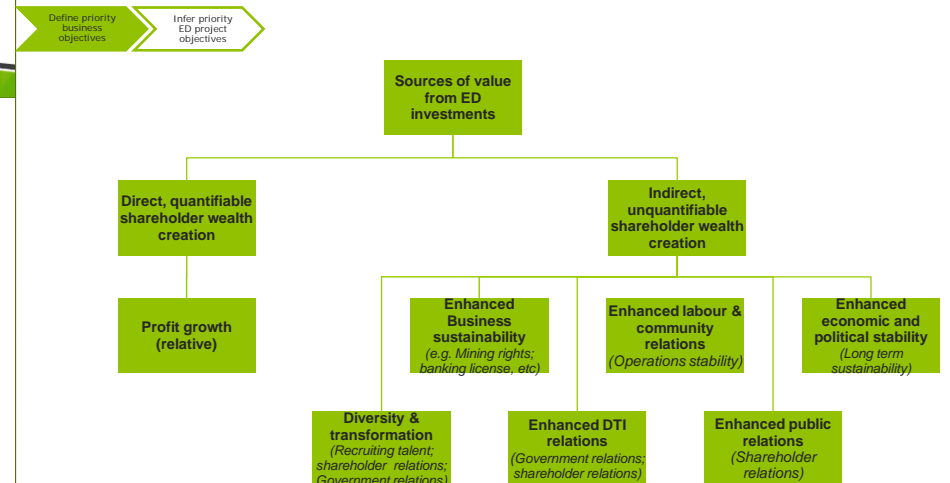 Define priority
business
objectives
Infer priority
ED project
objectives
Sources of value
from ED
investments
Direct, quantifiable
shareholder wealth
creation
Indirect,
unquantifiable
shareholder wealth
creation
Profit growth
(relative)
Enhanced
Business
sustainability
(e.g. Mining rights;
banking license, etc)
Enhanced labour &
community
relations
(Operations stability)
Enhanced
economic and
political stability
(Long term
sustainability)
Diversity &
transformation
(Recruiting talent;
shareholder relations;
Government relations)
Enhanced DTI
relations
(Government relations;
shareholder relations)
Enhanced public
relations
(Shareholder
relations)